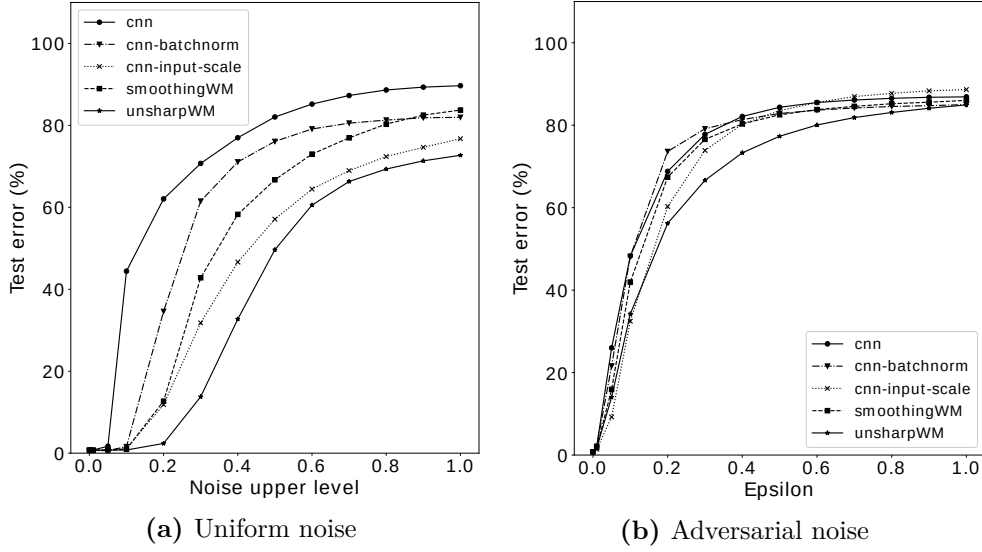 cnn
cnn-batchnorm
cnn-input-scale
smoothingWM
unsharpWM
100
80
60
40
20
0
Test error (%)
0.0 0.2 0.4 0.6 0.8 1.0
Noise upper level
(a) Uniform noise
100
80
60
40
20
0
Test error (%)
cnn
cnn-batchnorm
cnn-input-scale
smoothingWM
unsharpWM
0.0 0.2 0.4 0.6 0.8 1.0
Epsilon
(b) Adversarial noise